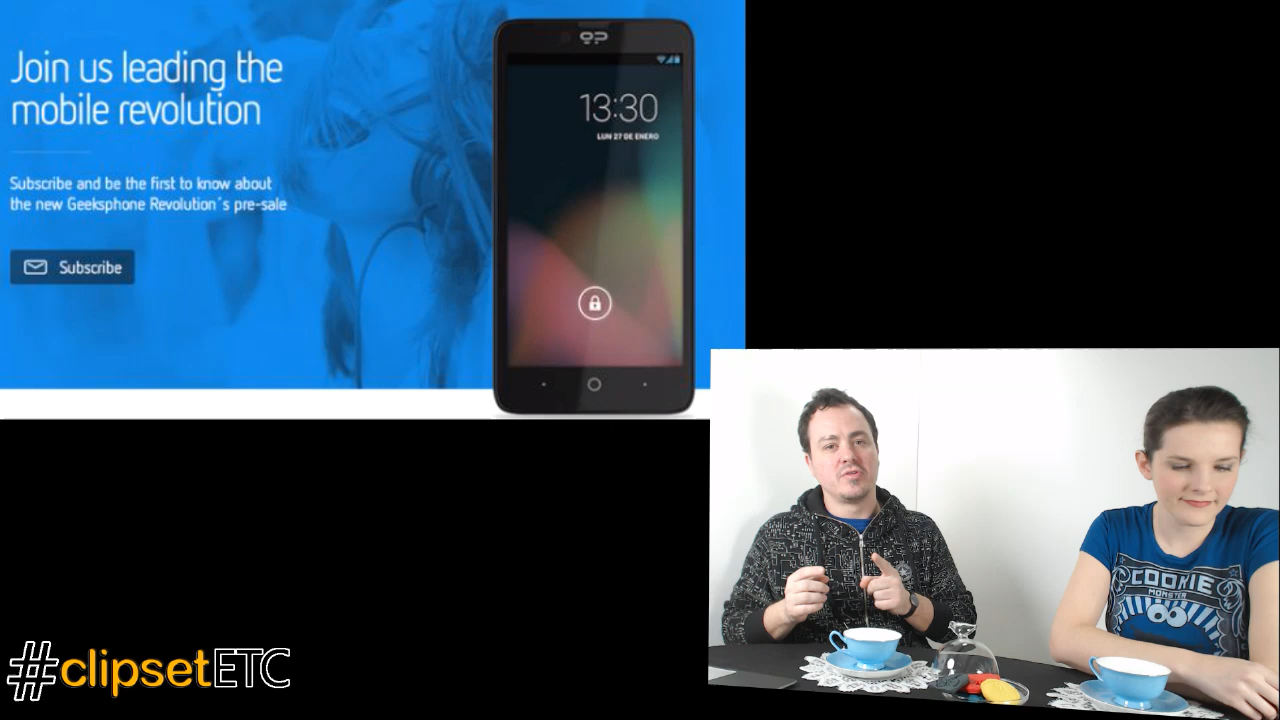 Join us leading the
mobile revolution
Subscribe and be the first to know about
the new Geeksphone Revolution´s pre-sale
Subscribe
GP
13:30
LUN 27 DE ENERO
COOKIE
MONSTER
#clipsetETC